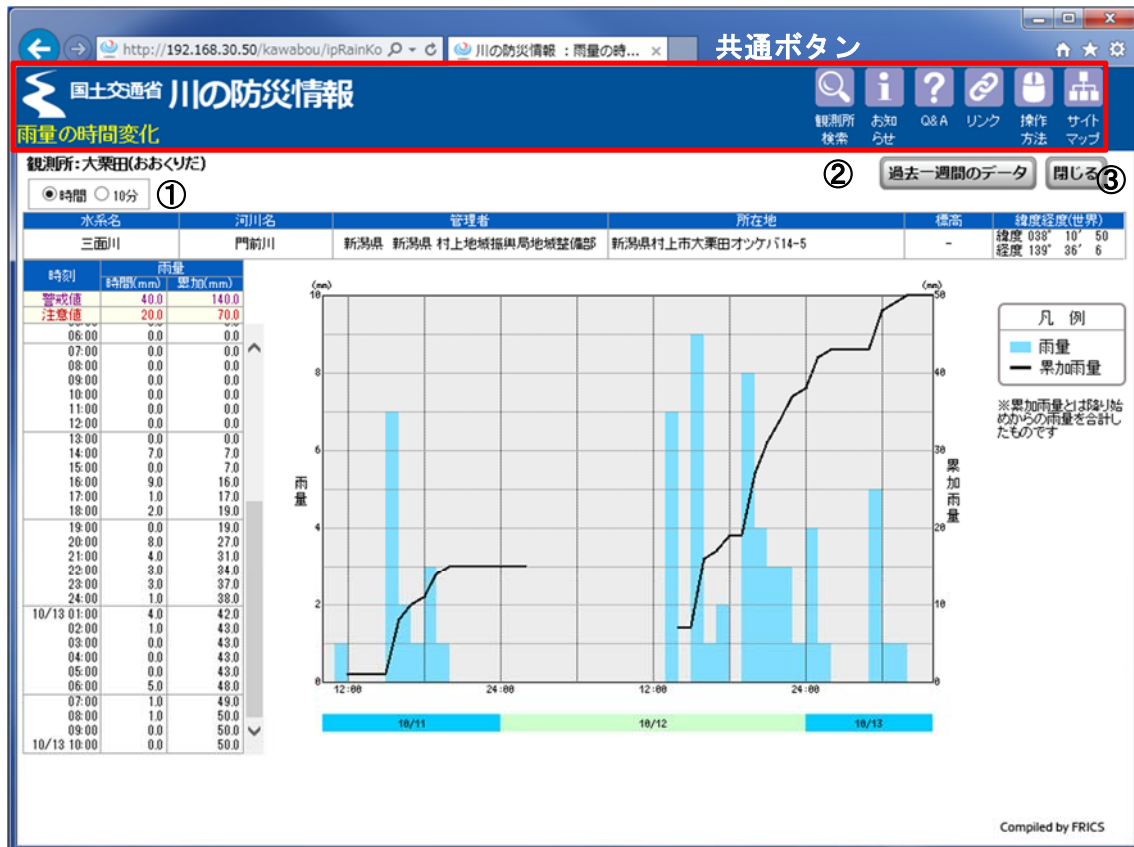 http://192.168.30.50/kawabou/ipRainKo
川の防災情報 ：雨量の時...
共通ボタン
国土交通省 川の防災情報
雨量の時間変化
観測所検索
お知らせ
Q&A
リンク
操作方法
サイトマップ
観測所：大栗田(おおくりだ)
② 過去一週間のデータ 閉じる ③
時間 10分 ①
水系名 河川名 管理者 所在地 標高 緯度経度(世界)
三面川 門前川 新潟県 新潟県 村上地域振興局地域整備部 新潟県村上市大栗田オツケバ14-5 - 緯度 038° 10' 50
経度 139° 36' 6
時刻 雨量
時間(mm) 累加(mm)
警戒値 40.0 140.0
注意値 20.0 70.0
06:00 0.0 0.0
07:00 0.0 0.0
08:00 0.0 0.0
09:00 0.0 0.0
10:00 0.0 0.0
11:00 0.0 0.0
12:00 0.0 0.0
13:00 0.0 0.0
14:00 7.0 7.0
15:00 0.0 7.0
16:00 9.0 16.0
17:00 1.0 17.0
18:00 2.0 19.0
19:00 0.0 19.0
20:00 8.0 27.0
21:00 4.0 31.0
22:00 3.0 34.0
23:00 3.0 37.0
24:00 1.0 38.0
10/13 01:00 4.0 42.0
02:00 1.0 43.0
03:00 0.0 43.0
04:00 0.0 43.0
05:00 0.0 43.0
06:00 5.0 48.0
07:00 1.0 49.0
08:00 1.0 50.0
09:00 0.0 50.0
10/13 10:00 0.0 50.0
(mm) (mm)
10 50
8 40
6 30
4 20
2 10
0 0
雨量
累加雨量
12:00 24:00 12:00 24:00
10/11 10/12 10/13
凡 例
雨量
累加雨量
※累加雨量とは降り始
めからの雨量を合計し
たものです
Compiled by FRICS